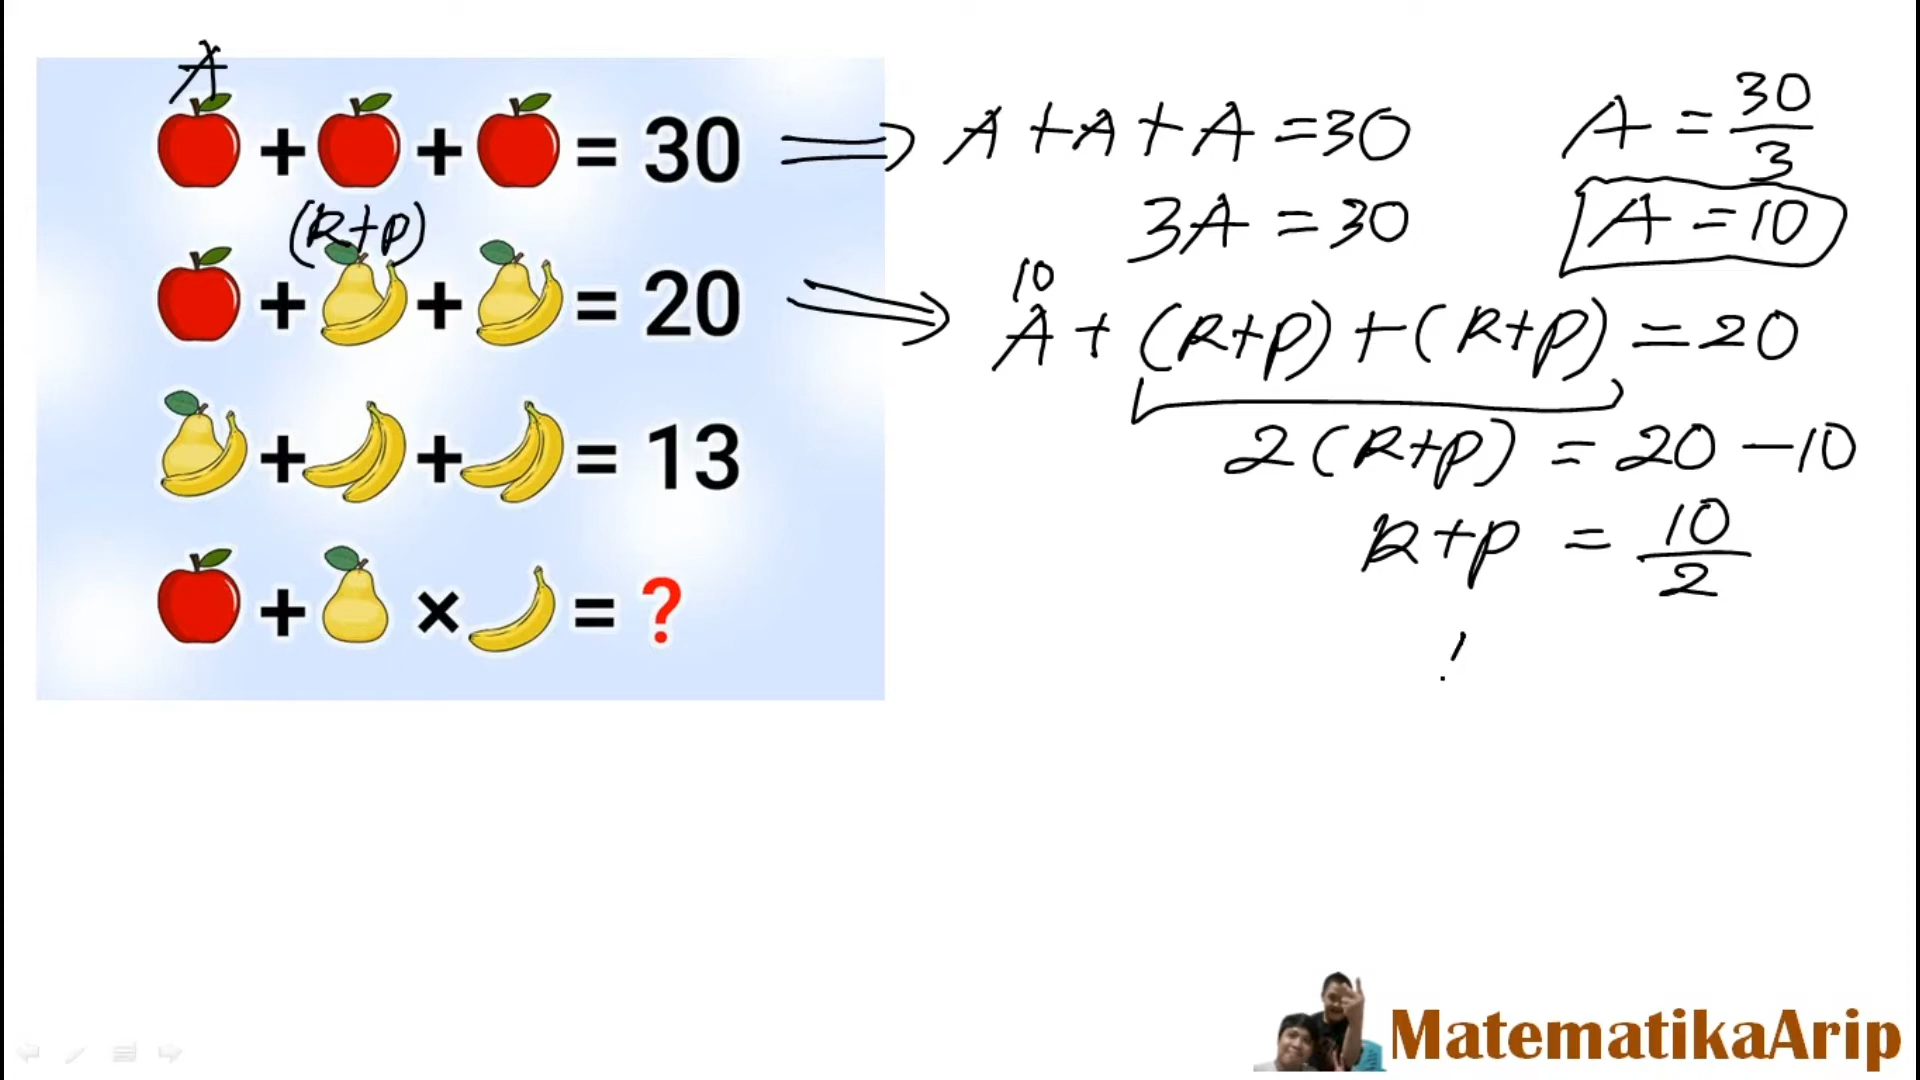 A
+ + = 30
(R+P)
+ + = 20
+ + = 13
+ × = ?
A + A + A = 30
3A = 30
A = 30/3
A = 10
10
A + (R+P) + (R+P) = 20
2 (R+P) = 20 - 10
R+P = 10/2
MatematikaArip